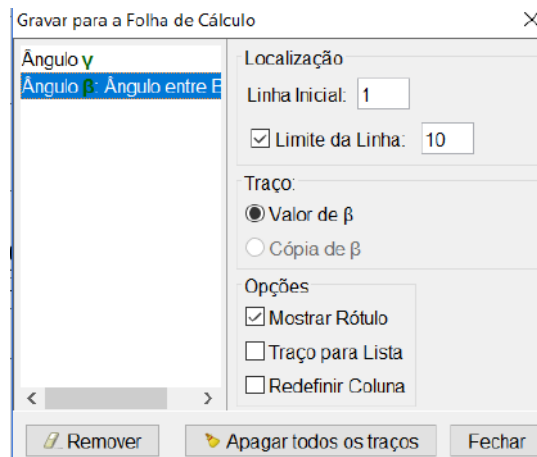 Gravar para a Folha de Cálculo
Ângulo γ
Ângulo β: Ângulo entre E
Localização
Linha Inicial: 1
Limite da Linha: 10
Traço:
Valor de β
Cópia de β
Opções
Mostrar Rótulo
Traço para Lista
Redefinir Coluna
Remover
Apagar todos os traços
Fechar